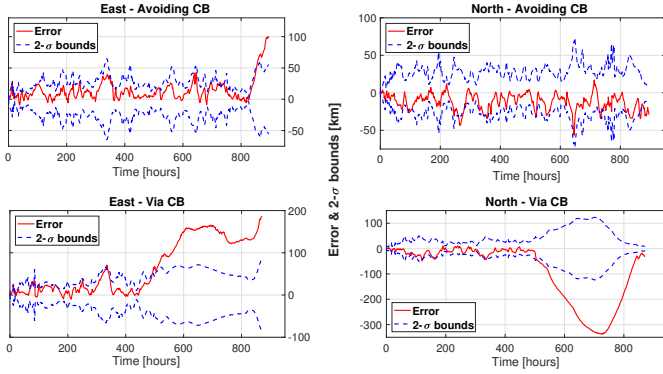 East - Avoiding CB
Error
2-σ bounds
100
50
0
-50
0
200
400
600
800
Time [hours]
North - Avoiding CB
Error
2-σ bounds
100
50
0
-50
0
200
400
600
800
Time [hours]
Error & 2-σ bounds [km]
East - Via CB
Error
2-σ bounds
200
100
0
-100
0
200
400
600
800
Time [hours]
North - Via CB
Error
2-σ bounds
100
0
-100
-200
-300
0
200
400
600
800
Time [hours]